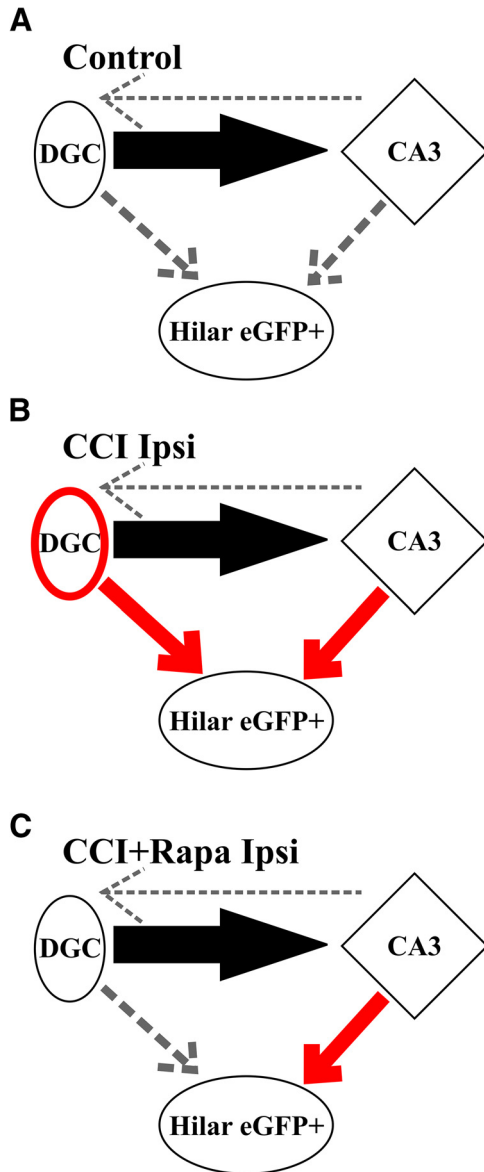 A
Control
DGC
CA3
Hilar eGFP+
B
CCI Ipsi
DGC
CA3
Hilar eGFP+
C
CCI+Rapa Ipsi
DGC
CA3
Hilar eGFP+